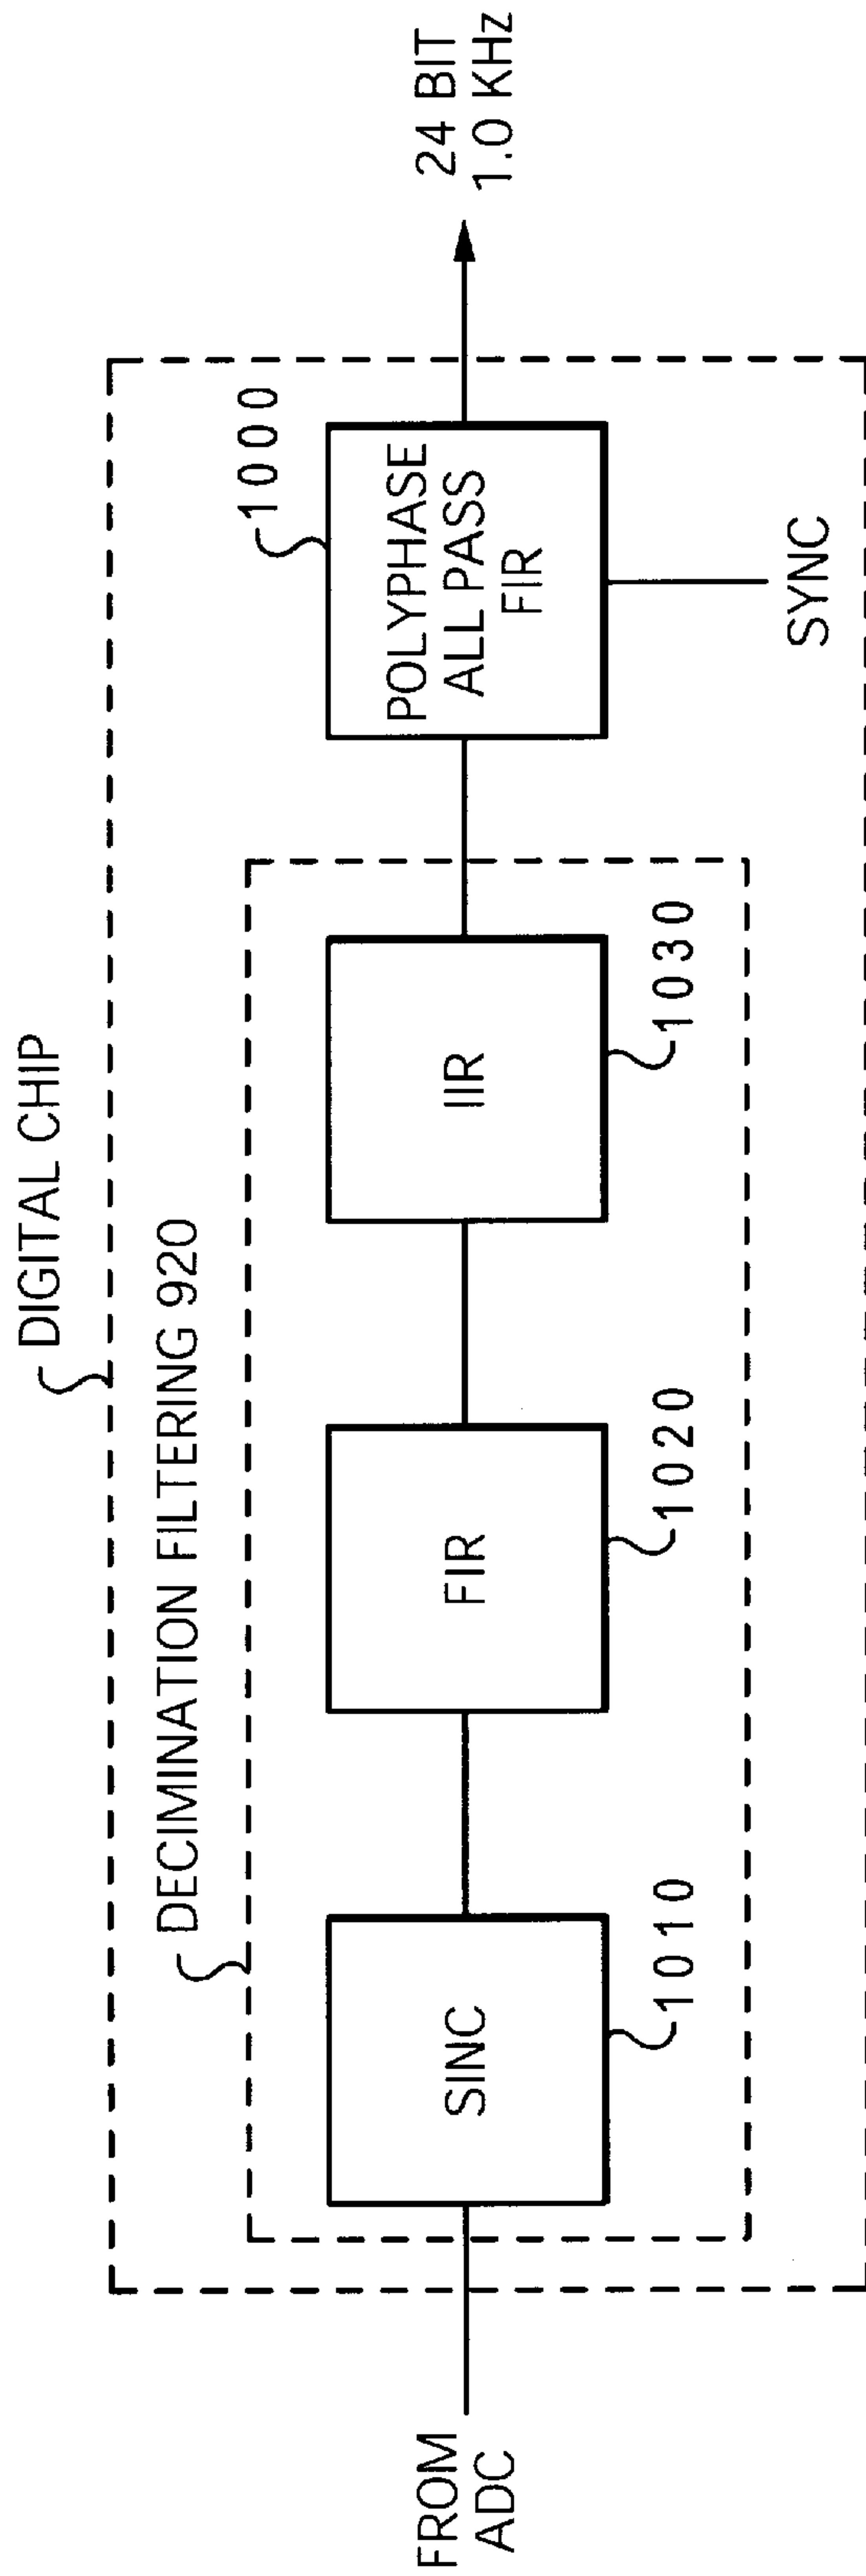 DIGITAL CHIP
DECIMINATION FILTERING 920
FROM
ADC
SINC
1010
FIR
1020
IIR
1030
POLYPHASE
ALL PASS
FIR
1000
SYNC
24 BIT
1.0 KHz